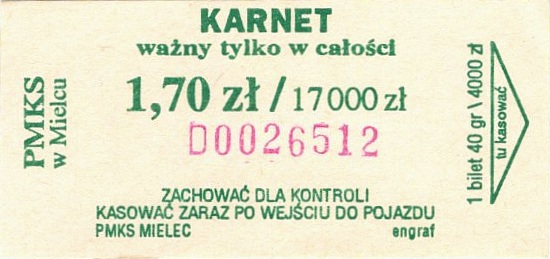 KARNET
ważny tylko w całości
PMKS
w Mielcu
1,70 zł / 17 000 zł
D0026512
1 bilet 40 gr \ 4000 zł
tu kasować
ZACHOWAĆ DLA KONTROLI
KASOWAĆ ZARAZ PO WEJŚCIU DO POJAZDU
PMKS MIELEC engraf